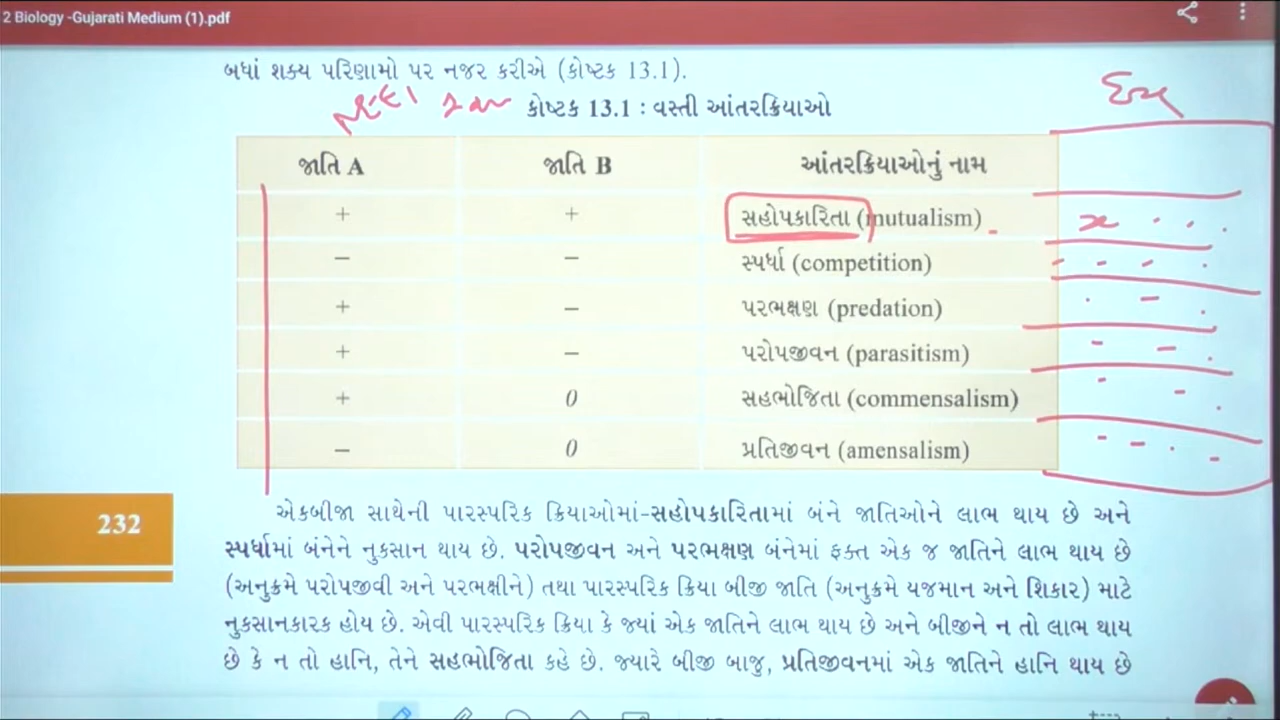 2 Biology -Gujarati Medium (1).pdf
બધાં શક્ય પરિણામો પર નજર કરીએ (કોષ્ટક 13.1).
કોષ્ટક 13.1 : વસ્તી આંતરક્રિયાઓ
જાતિ A જાતિ B આંતરક્રિયાઓનું નામ
+ + સહોપકારિતા (mutualism)
– – સ્પર્ધા (competition)
+ – પરભક્ષણ (predation)
+ – પરોપજીવન (parasitism)
+ 0 સહભોજિતા (commensalism)
– 0 પ્રતિજીવન (amensalism)
232
એકબીજા સાથેની પારસ્પરિક ક્રિયાઓમાં-સહોપકારિતામાં બંને જાતિઓને લાભ થાય છે અને
સ્પર્ધામાં બંનેને નુકસાન થાય છે. પરોપજીવન અને પરભક્ષણ બંનેમાં ફક્ત એક જ જાતિને લાભ થાય છે
(અનુક્રમે પરોપજીવી અને પરભક્ષીને) તથા પારસ્પરિક ક્રિયા બીજી જાતિ (અનુક્રમે યજમાન અને શિકાર) માટે
નુકસાનકારક હોય છે. એવી પારસ્પરિક ક્રિયા કે જ્યાં એક જાતિને લાભ થાય છે અને બીજીને ન તો લાભ થાય
છે કે ન તો હાનિ, તેને સહભોજિતા કહે છે. જ્યારે બીજી બાજુ, પ્રતિજીવનમાં એક જાતિને હાનિ થાય છે